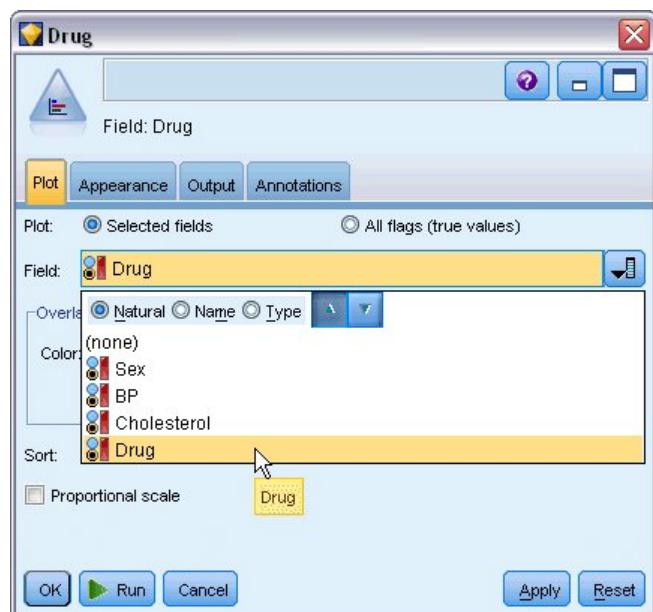 Drug
Field: Drug
Plot Appearance Output Annotations
Plot: Selected fields All flags (true values)
Field: Drug
Natural Name Type
(none)
Color:
Sex
BP
Cholesterol
Drug
Sort:
Proportional scale
Drug
OK Run Cancel Apply Reset